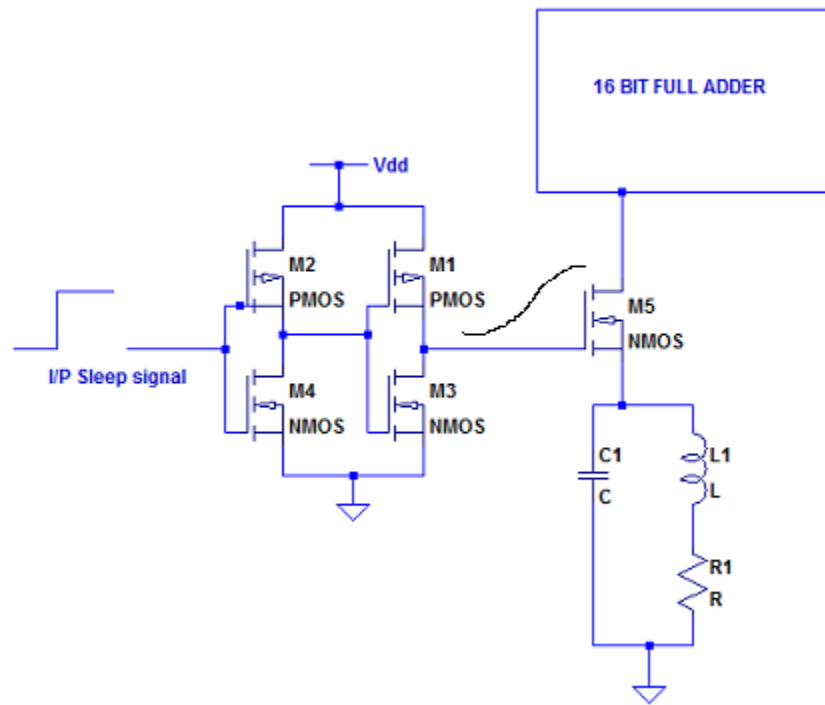 16 BIT FULL ADDER
Vdd
M2
PMOS
M1
PMOS
M5
NMOS
I/P Sleep signal
M4
NMOS
M3
NMOS
C1
C
L1
L
R1
R